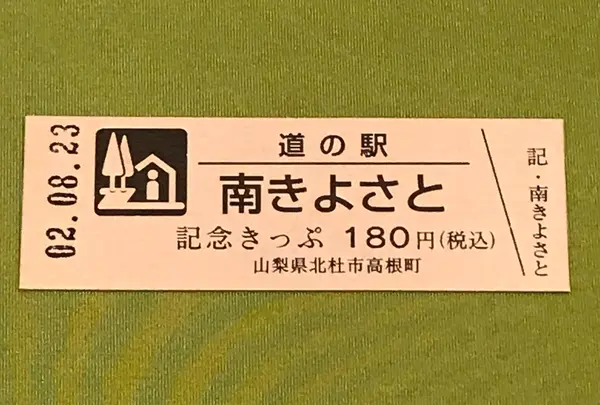 02.08.23
道の駅
南きよさと
記念きっぷ 180円(税込)
山梨県北杜市高根町
記・南きよさと